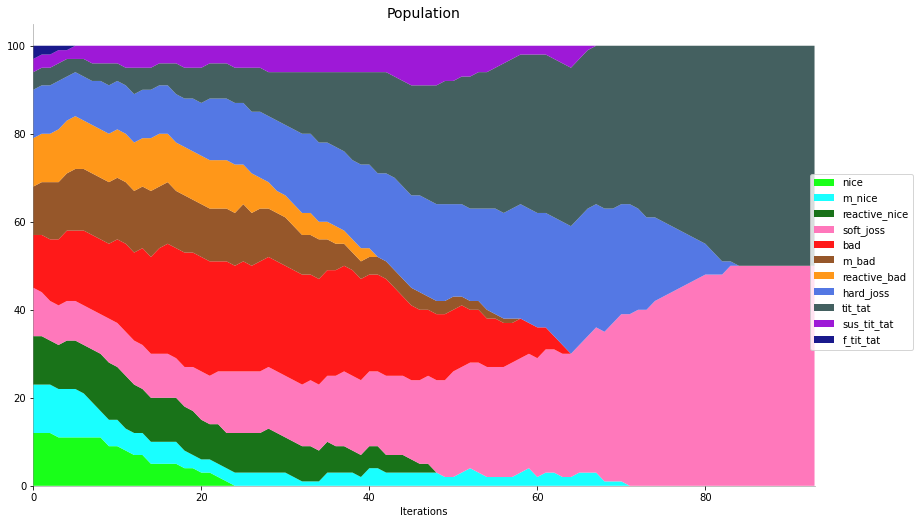 Population
100
80
60
40
20
0
0 20 40 60 80
Iterations
nice
m_nice
reactive_nice
soft_joss
bad
m_bad
reactive_bad
hard_joss
tit_tat
sus_tit_tat
f_tit_tat